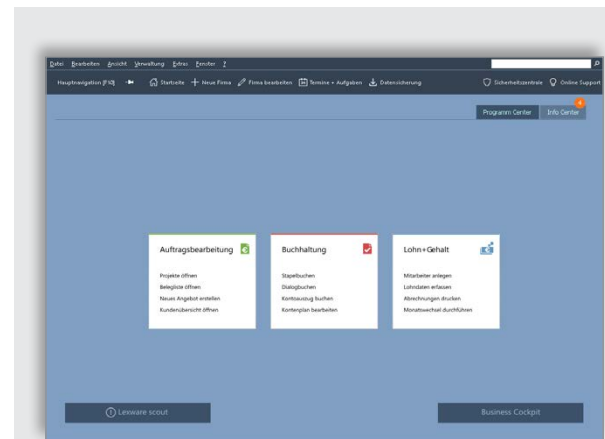 Datei Bearbeiten Ansicht Verwaltung Extras Fenster ?
Hauptnavigation [F10] Startseite Neue Firma Firma bearbeiten Termine + Aufgaben Datensicherung Sicherheitszentrale Online Support
Programm Center Info Center 4
Auftragsbearbeitung
Projekte öffnen
Belegliste öffnen
Neues Angebot erstellen
Kundenübersicht öffnen
Buchhaltung
Stapelbuchen
Dialogbuchen
Kontoauszug buchen
Kontenplan bearbeiten
Lohn+Gehalt
Mitarbeiter anlegen
Lohndaten erfassen
Abrechnungen drucken
Monatswechsel durchführen
Lexware scout
Business Cockpit